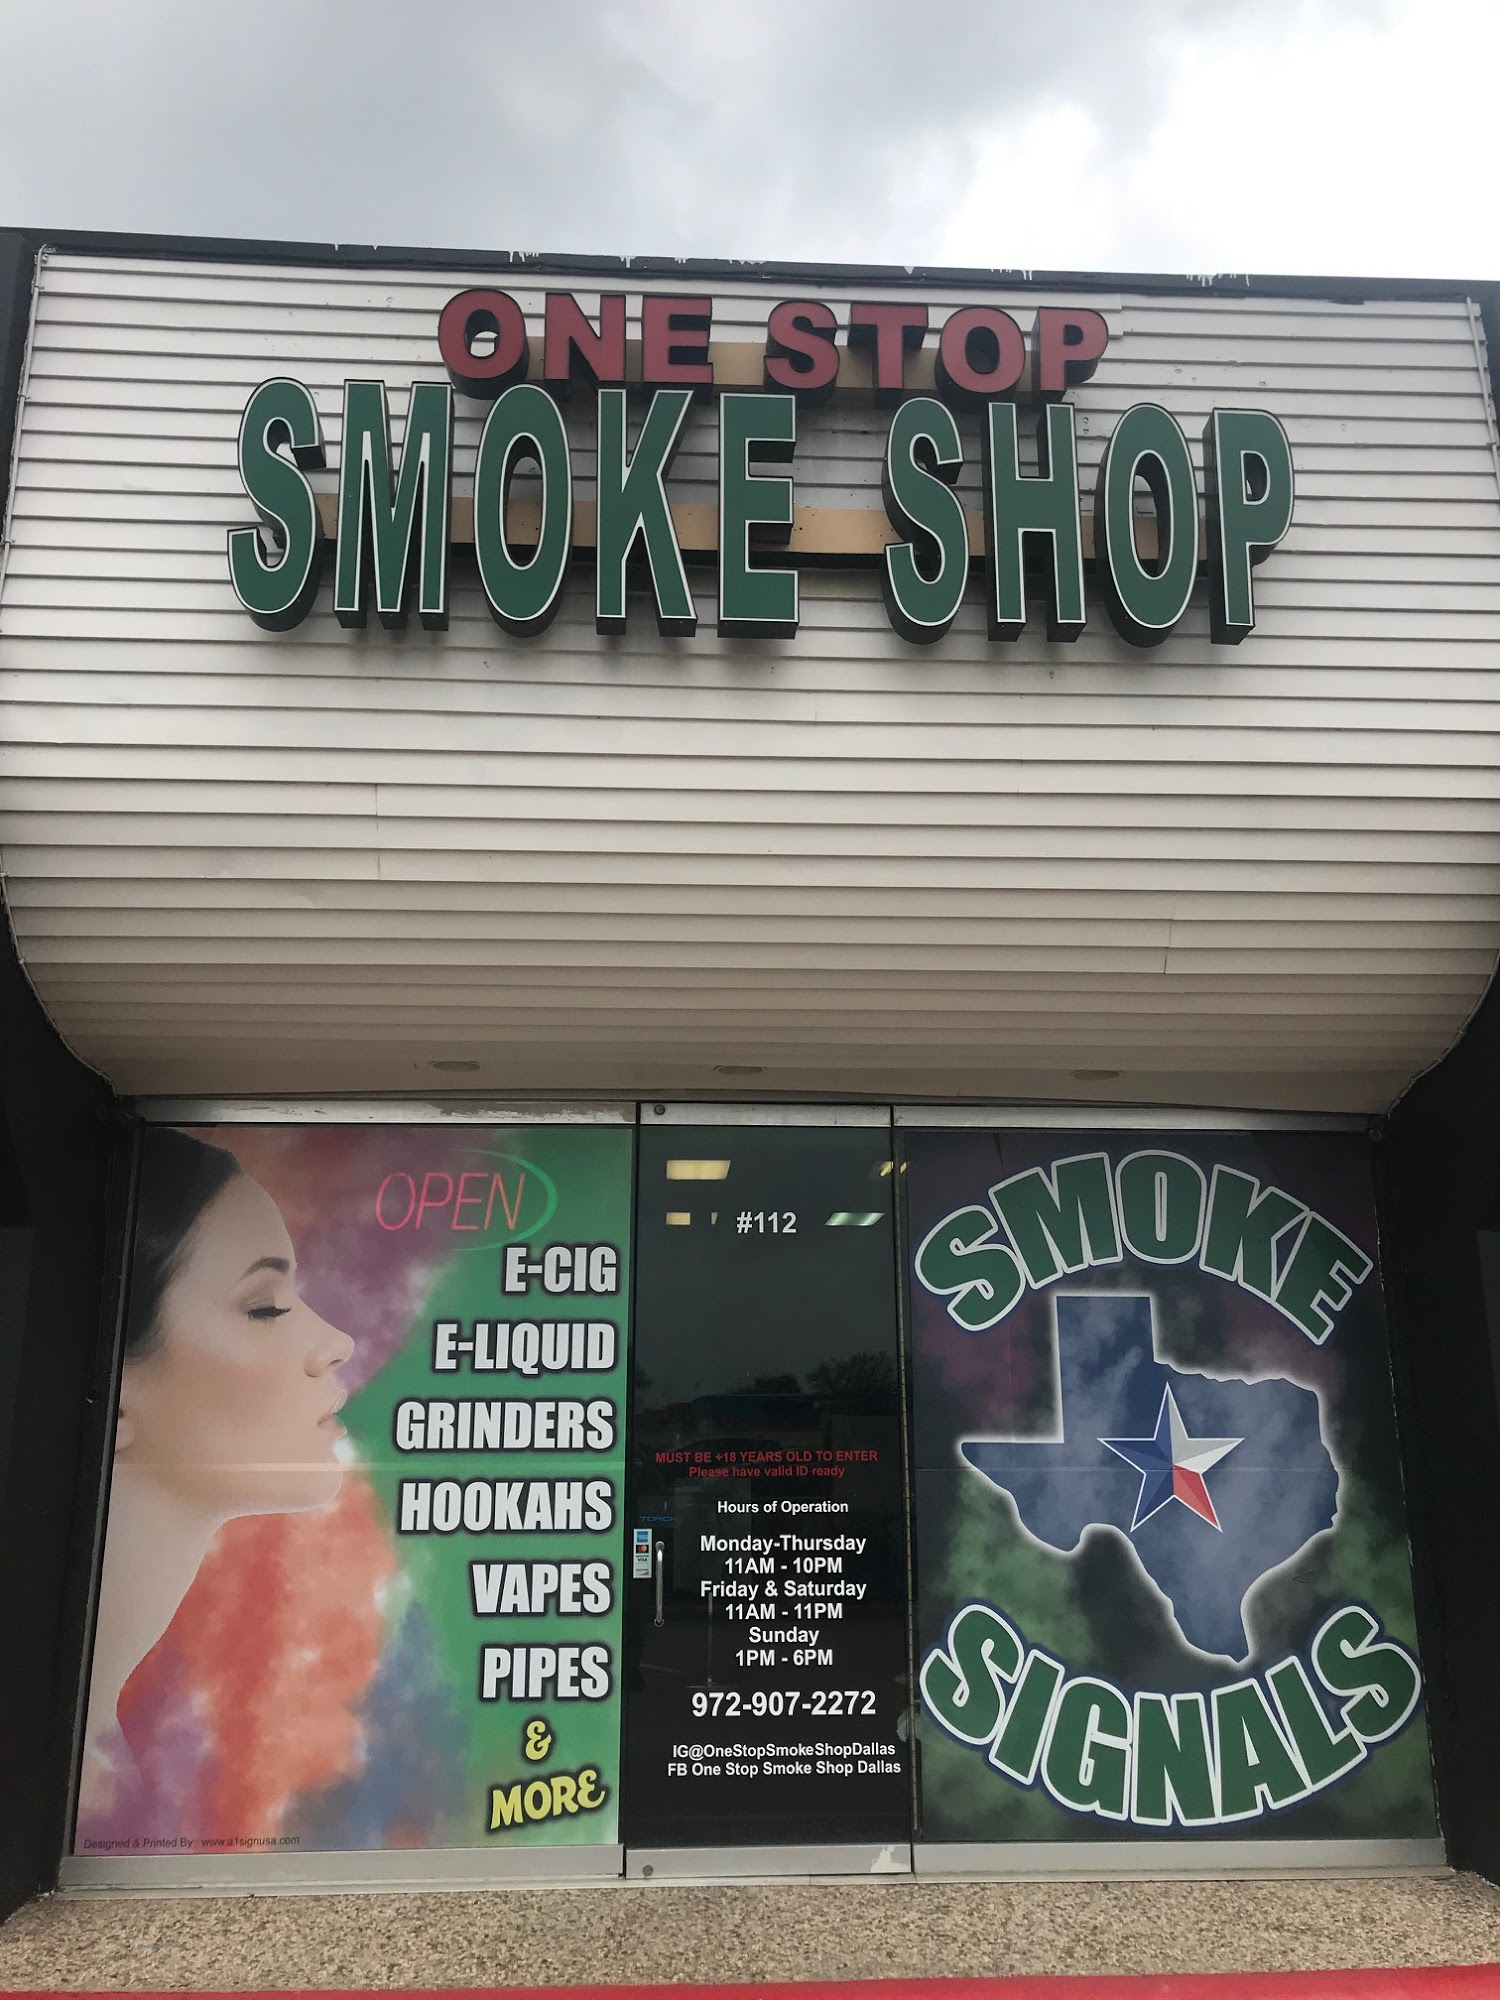 ONE STOP
SMOKE SHOP
OPEN
E-CIG
E-LIQUID
GRINDERS
HOOKAHS
VAPES
PIPES
&
MORE
Designed & Printed By : www.a1signusa.com
#112
MUST BE +18 YEARS OLD TO ENTER
Please have valid ID ready
Hours of Operation
Monday-Thursday
11AM - 10PM
Friday & Saturday
11AM - 11PM
Sunday
1PM - 6PM
972-907-2272
IG@OneStopSmokeShopDallas
FB One Stop Smoke Shop Dallas
SMOKE
SIGNALS